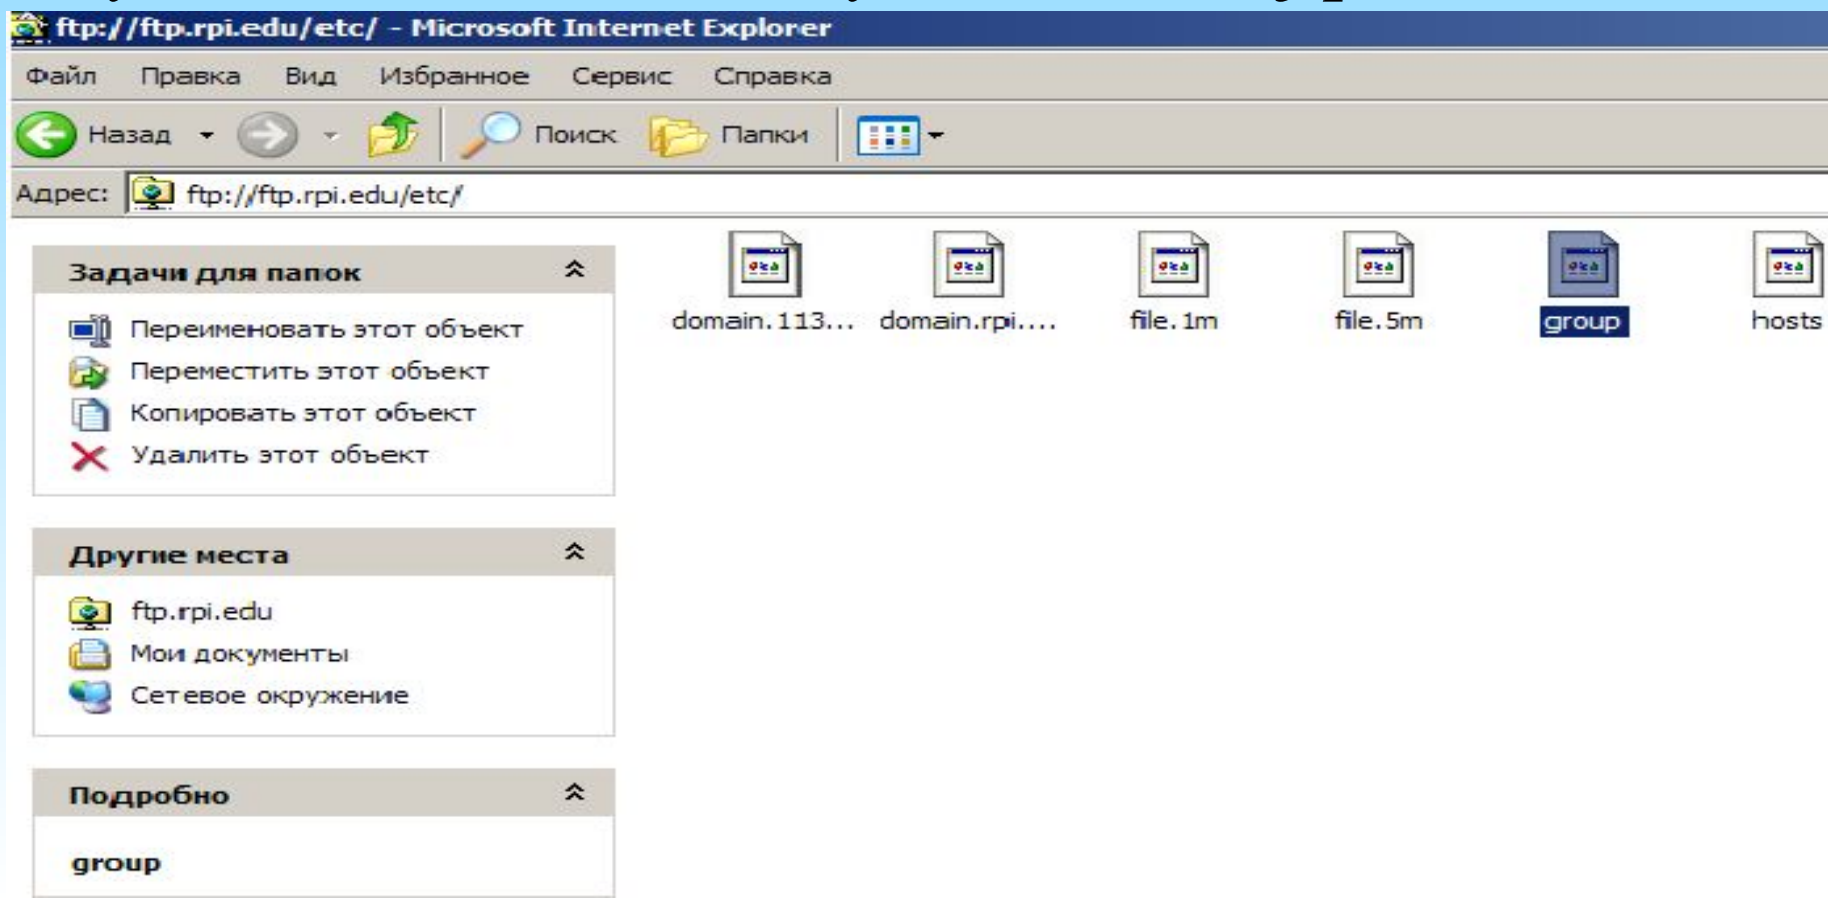 ftp://ftp.rpi.edu/etc/ - Microsoft Internet Explorer
Файл Правка Вид Избранное Сервис Справка
Назад Поиск Папки
Адрес: ftp://ftp.rpi.edu/etc/
Задачи для папок
Переименовать этот объект
Переместить этот объект
Копировать этот объект
Удалить этот объект
Другие места
ftp.rpi.edu
Мои документы
Сетевое окружение
Подробно
group
domain.113... domain.rpi.... file.1m file.5m group hosts